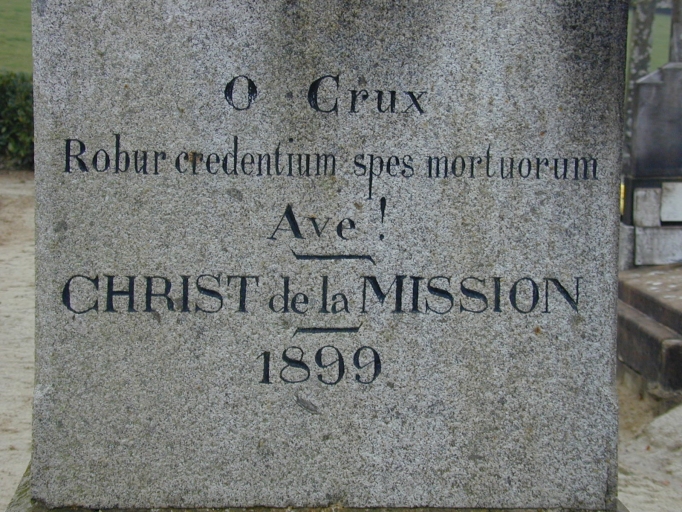 O Crux
Robur credentium spes mortuorum
Ave !
CHRIST de la MISSION
1899